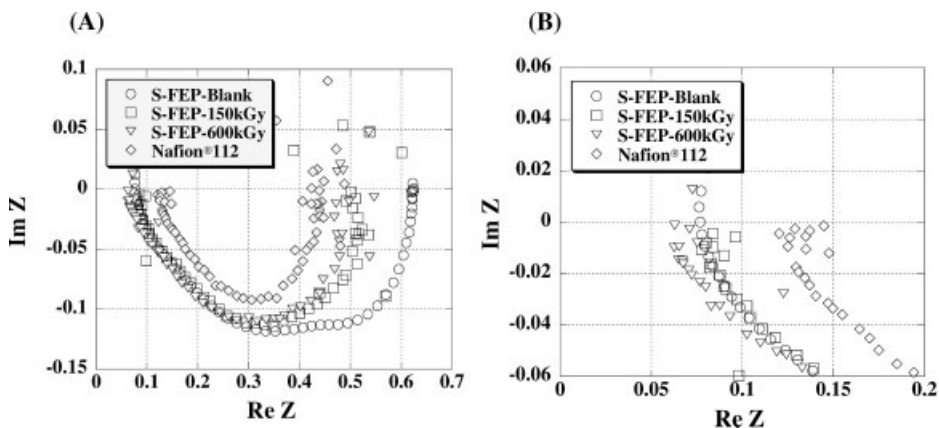 (A)
0.1
0.05
0
-0.05
-0.1
-0.15
Im Z
S-FEP-Blank
S-FEP-150kGy
S-FEP-600kGy
Nafion®112
0 0.1 0.2 0.3 0.4 0.5 0.6 0.7
Re Z
(B)
0.06
0.04
0.02
0
-0.02
-0.04
-0.06
Im Z
S-FEP-Blank
S-FEP-150kGy
S-FEP-600kGy
Nafion®112
0 0.05 0.1 0.15 0.2
Re Z